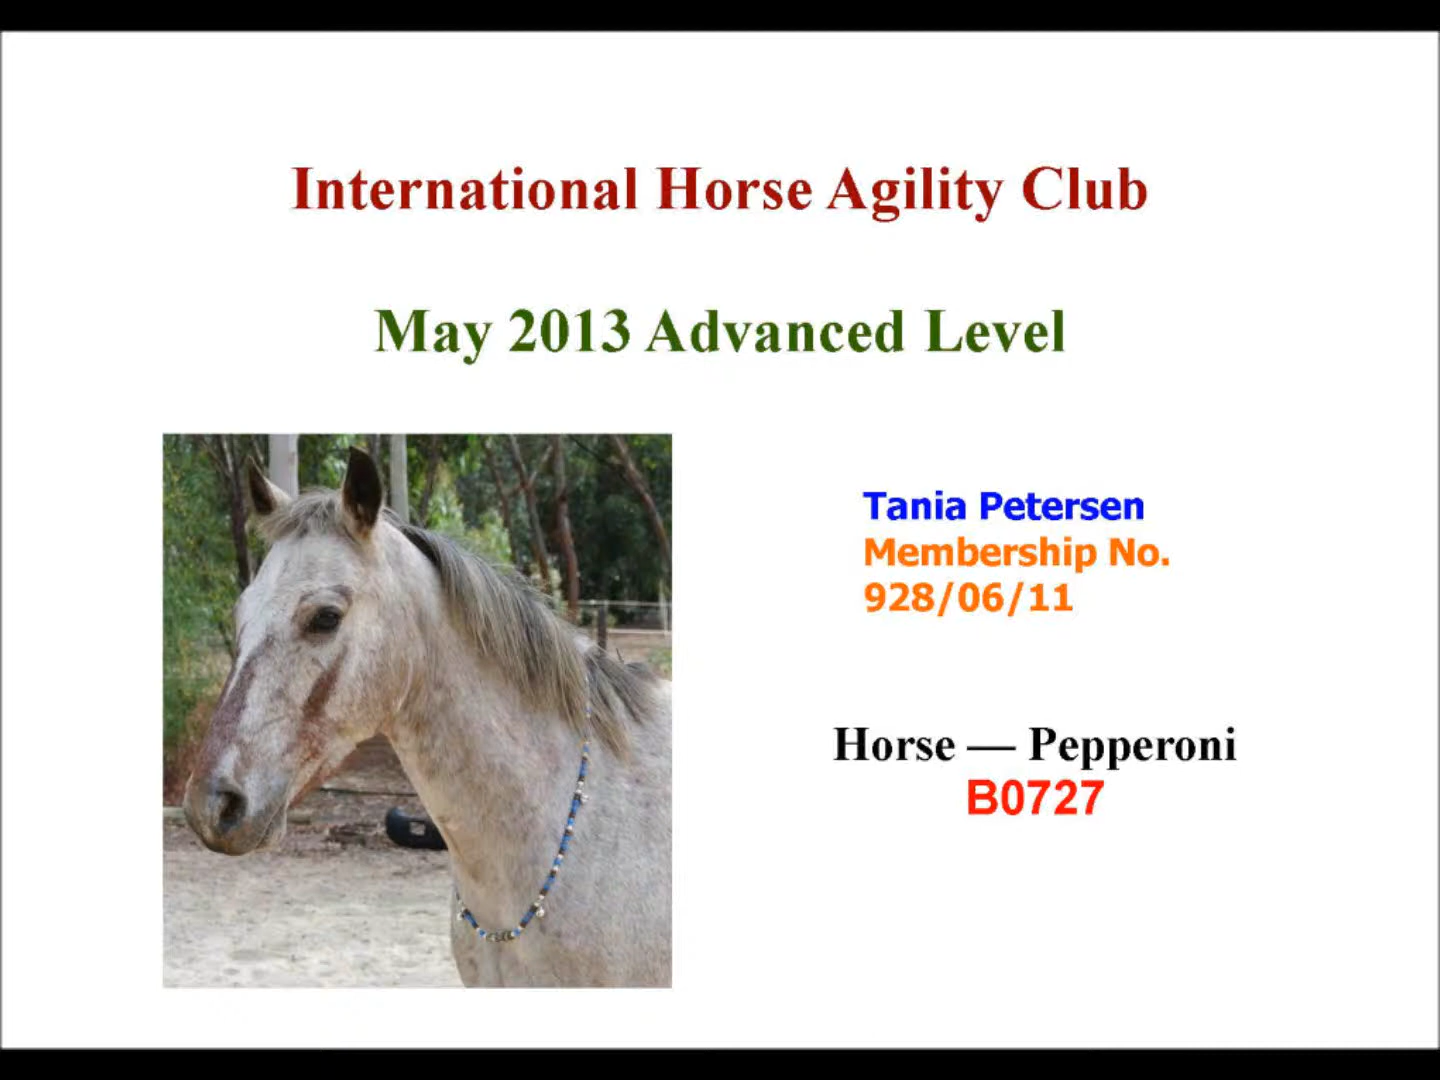 International Horse Agility Club
May 2013 Advanced Level
Tania Petersen
Membership No.
928/06/11
Horse — Pepperoni
B0727